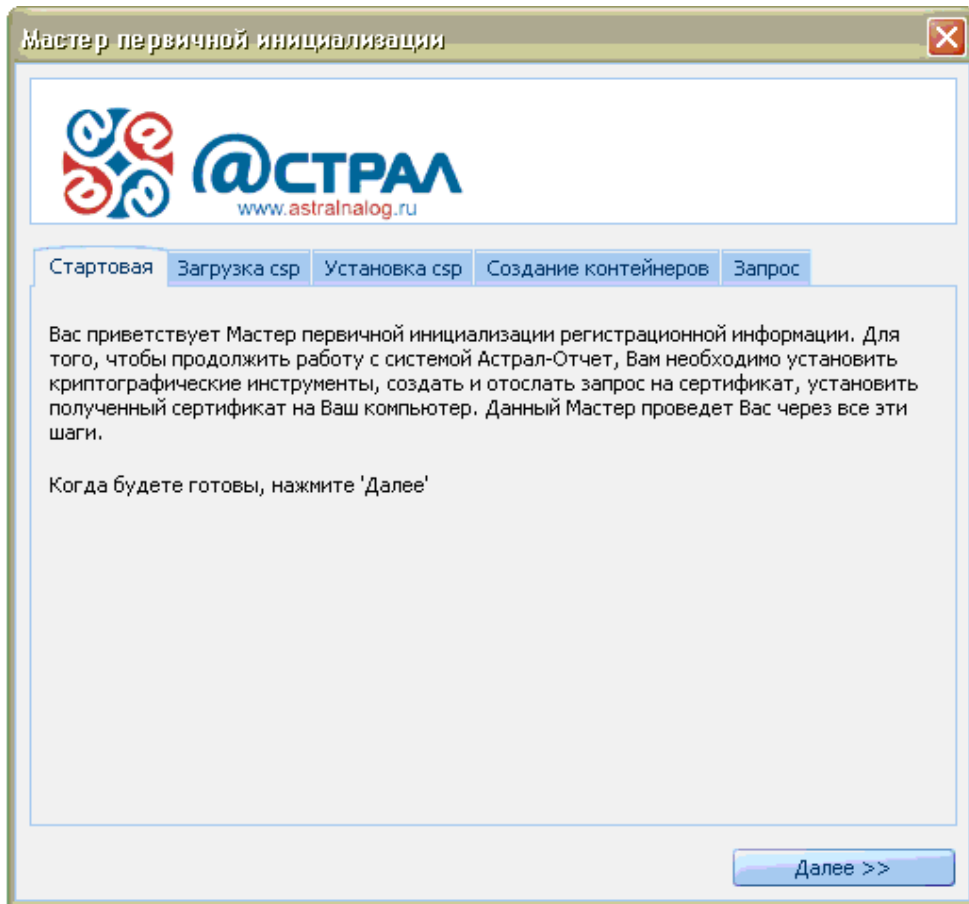 Мастер первичной инициализации
@СТРАЛ
www.astralnalog.ru
Стартовая Загрузка csp Установка csp Создание контейнеров Запрос
Вас приветствует Мастер первичной инициализации регистрационной информации. Для
того, чтобы продолжить работу с системой Астрал-Отчет, Вам необходимо установить
криптографические инструменты, создать и отослать запрос на сертификат, установить
полученный сертификат на Ваш компьютер. Данный Мастер проведет Вас через все эти
шаги.
Когда будете готовы, нажмите 'Далее'
Далее >>